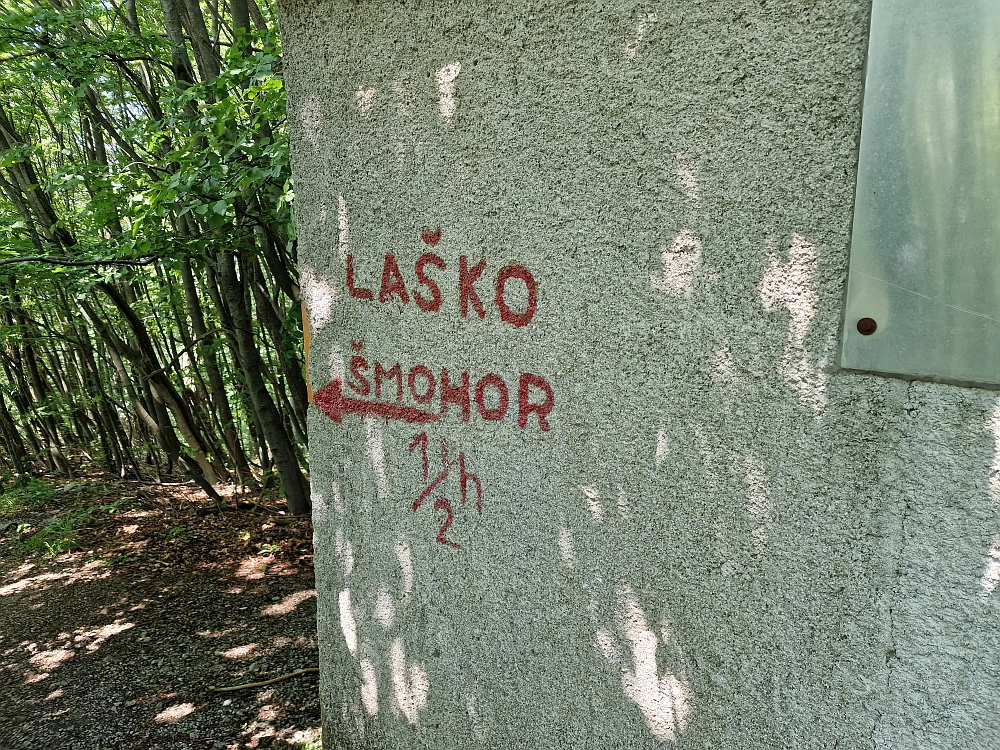 LAŠKO
ŠMOHOR
1 1/2 h